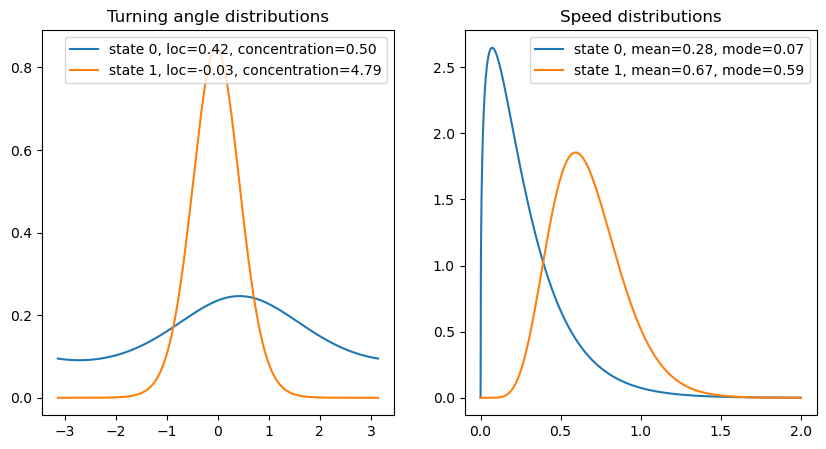 Turning angle distributions
state 0, loc=0.42, concentration=0.50
state 1, loc=-0.03, concentration=4.79
0.8
0.6
0.4
0.2
0.0
−3 −2 −1 0 1 2 3
Speed distributions
state 0, mean=0.28, mode=0.07
state 1, mean=0.67, mode=0.59
2.5
2.0
1.5
1.0
0.5
0.0
0.0 0.5 1.0 1.5 2.0